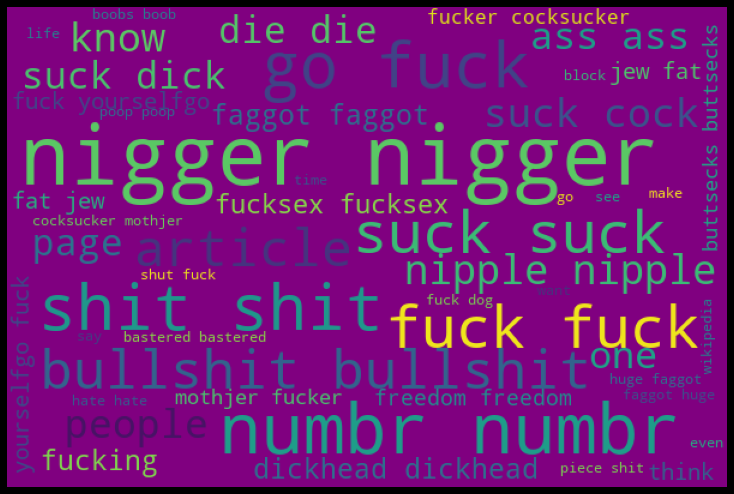 boobs boob
fucker cocksucker
life
know
die die
ass ass
go fuck
suck dick
block
jew fat
buttsecks buttsecks
fuck yourselfgo
poop poop
faggot faggot
suck cock
nigger nigger
time
fat jew
fucksex fucksex
go
see
make
cocksucker mothjer
page
article
suck suck
shut fuck
nipple nipple
want
yourselfgo fuck
shit shit
fuck dog
fuck fuck
wikipedia
say
bastered bastered
bullshit bullshit
one
huge faggot
hate hate
mothjer fucker
freedom freedom
faggot huge
people
numbr numbr
even
fucking
dickhead dickhead
piece shit
think